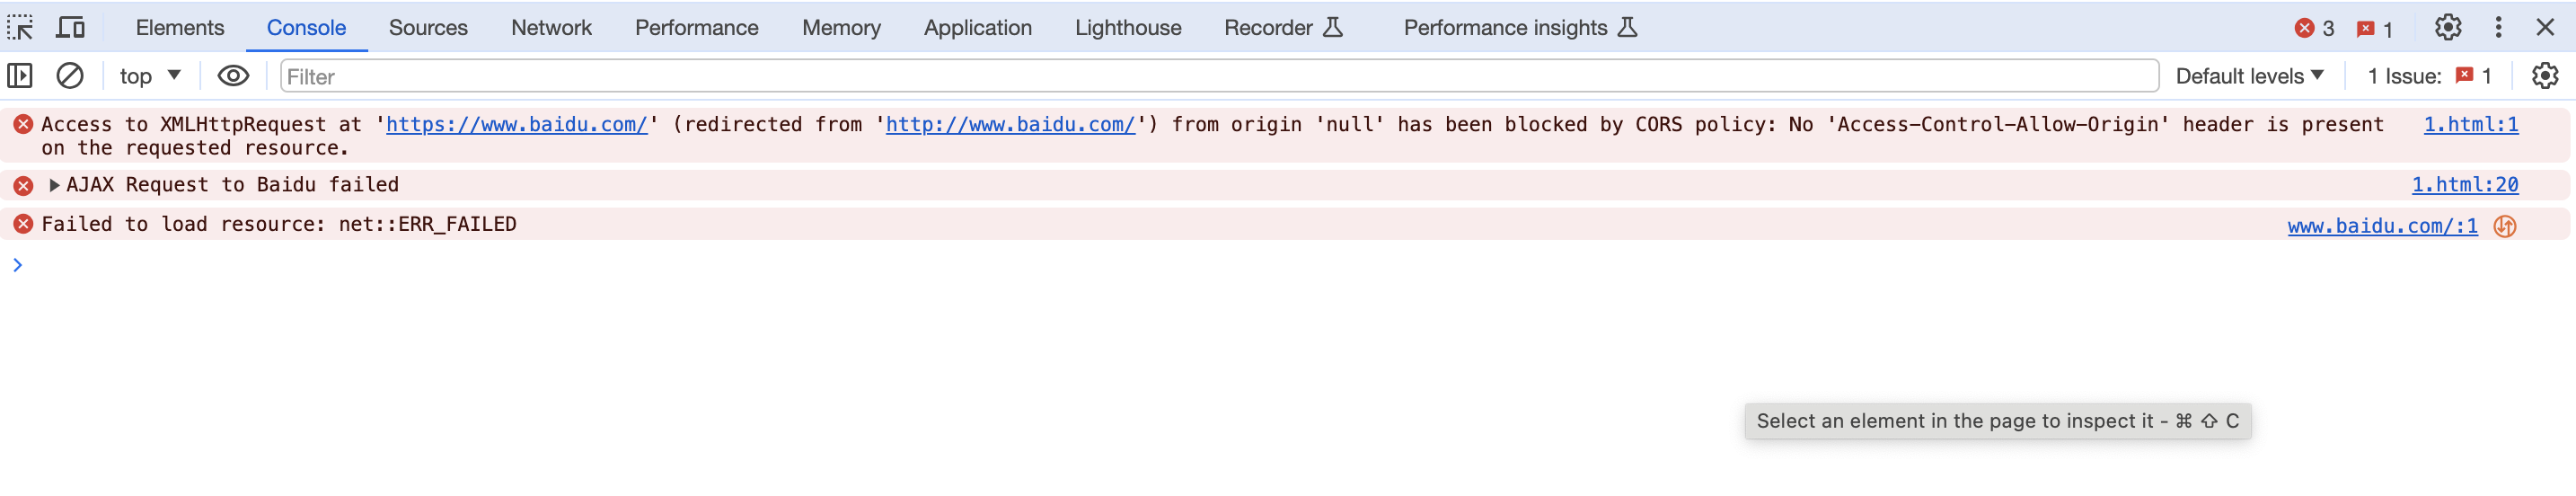 Elements Console Sources Network Performance Memory Application Lighthouse Recorder Performance insights 3 1
top Filter Default levels 1 Issue: 1
Access to XMLHttpRequest at 'https://www.baidu.com/' (redirected from 'http://www.baidu.com/') from origin 'null' has been blocked by CORS policy: No 'Access-Control-Allow-Origin' header is present 1.html:1
on the requested resource.
AJAX Request to Baidu failed 1.html:20
Failed to load resource: net::ERR_FAILED www.baidu.com/:1
Select an element in the page to inspect it - ⌘ ⇧ C